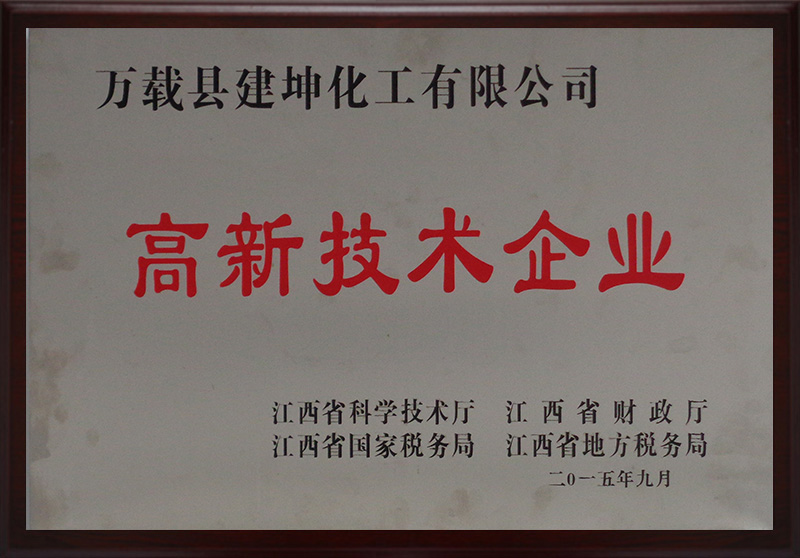 万载县建坤化工有限公司
高新技术企业
江西省科学技术厅 江西省财政厅
江西省国家税务局 江西省地方税务局
二0一五年九月